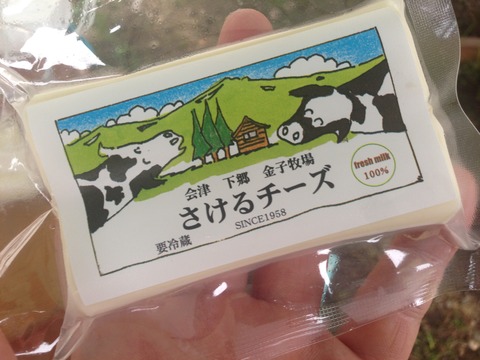 会津 下郷 金子牧場
さけるチーズ
SINCE1958
要冷蔵
fresh milk
100%